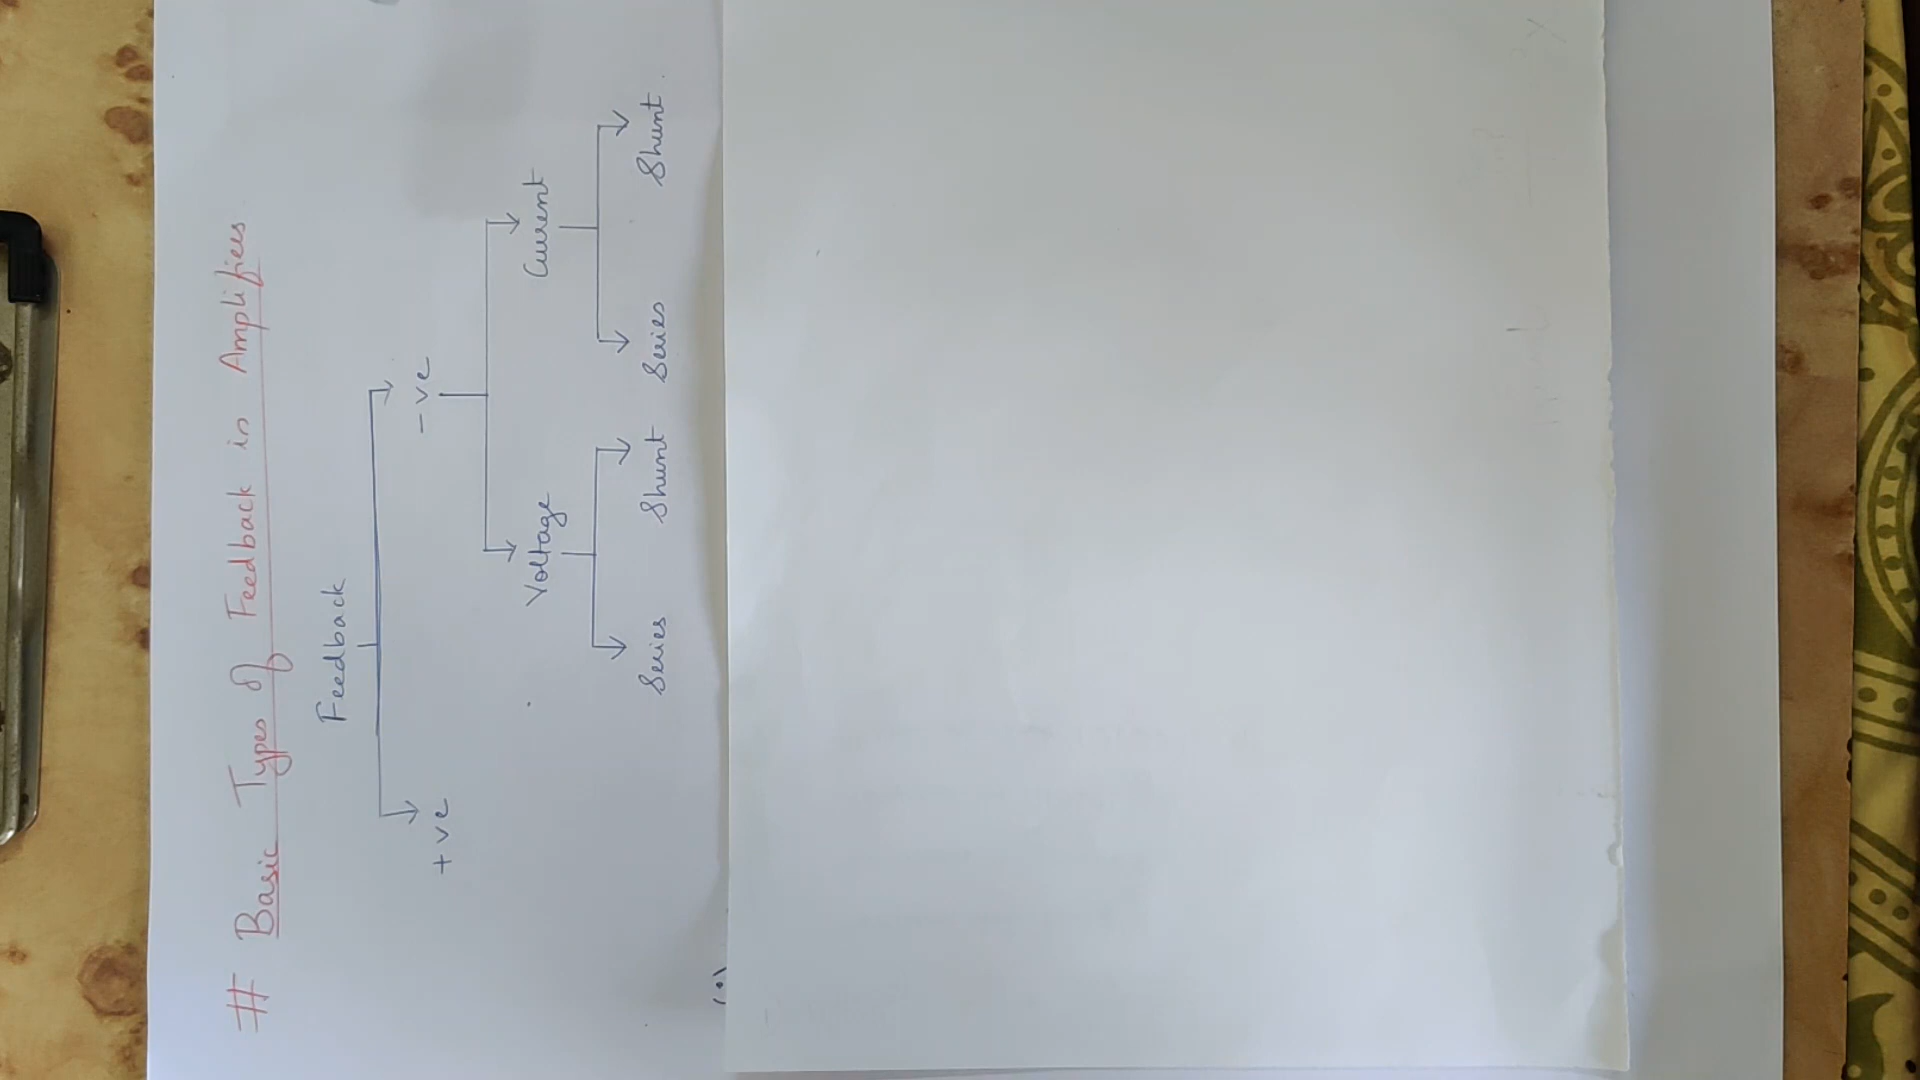 # Basic Types of Feedback in Amplifiers
Feedback
+ve - ve
Voltage Current
Series Shunt Series Shunt